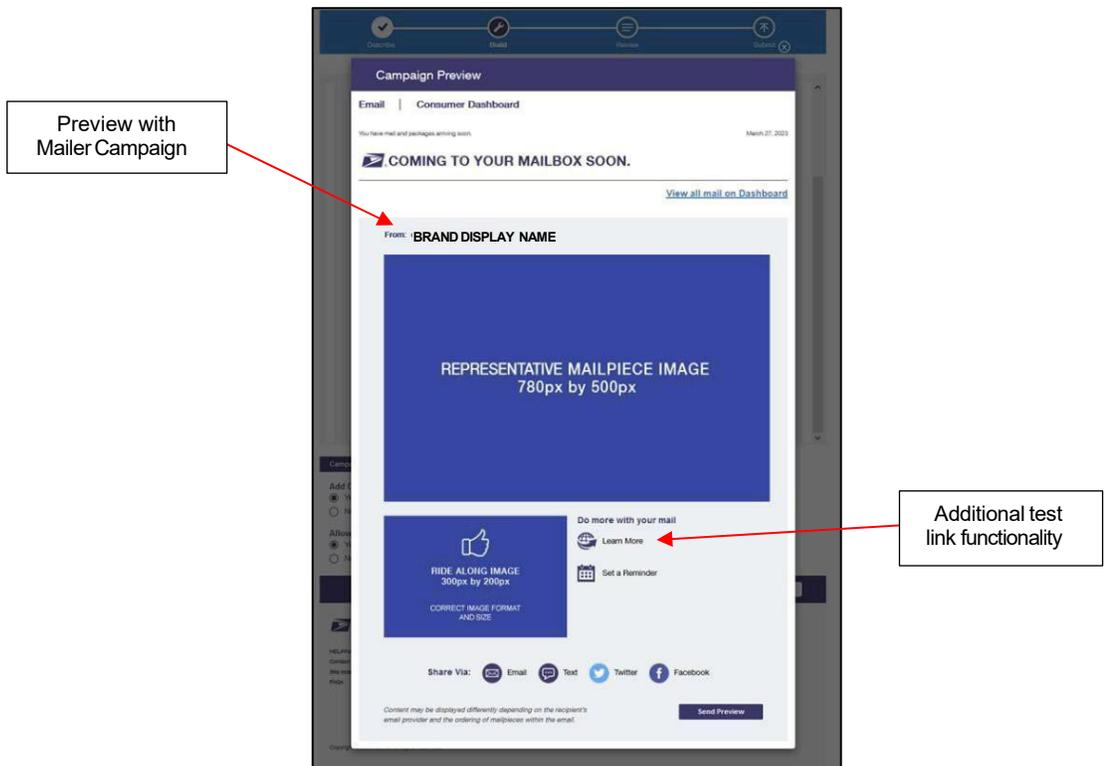 Describe
Build
Review
Submit
Campaign Preview
Email | Consumer Dashboard
You have mail and packages arriving soon.
March 27, 2023
COMING TO YOUR MAILBOX SOON.
View all mail on Dashboard
Preview with
Mailer Campaign
From:
BRAND DISPLAY NAME
REPRESENTATIVE MAILPIECE IMAGE
780px by 500px
RIDE ALONG IMAGE
300px by 200px
CORRECT IMAGE FORMAT
AND SIZE
Do more with your mail
Learn More
Set a Reminder
Additional test
link functionality
Share Via: Email Text Twitter Facebook
Content may be displayed differently depending on the recipient's
email provider and the ordering of mailpieces within the email.
Send Preview
FAQs